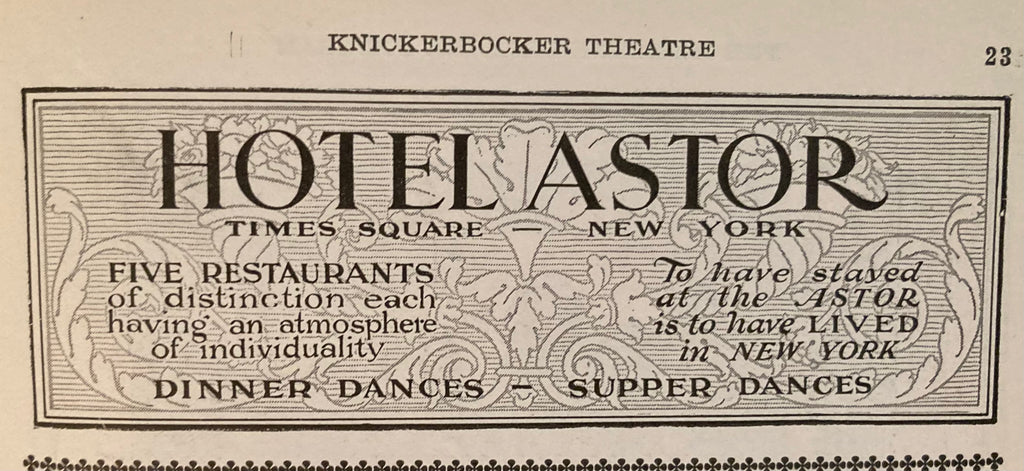 KNICKERBOCKER THEATRE
23
HOTEL ASTOR
TIMES SQUARE — NEW YORK
FIVE RESTAURANTS
of distinction each
having an atmosphere
of individuality
To have stayed
at the ASTOR
is to have LIVED
in NEW YORK
DINNER DANCES — SUPPER DANCES